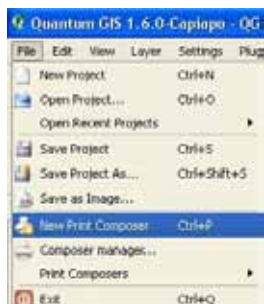 Quantum GIS 1.6.0-Capiapo - QG
File Edit View Layer Settings Plug
New Project Ctrl+N
Open Project... Ctrl+O
Open Recent Projects
Save Project Ctrl+S
Save Project As... Ctrl+Shift+S
Save as Image...
New Print Composer Ctrl+P
Composer manager...
Print Composers
Exit Ctrl+Q